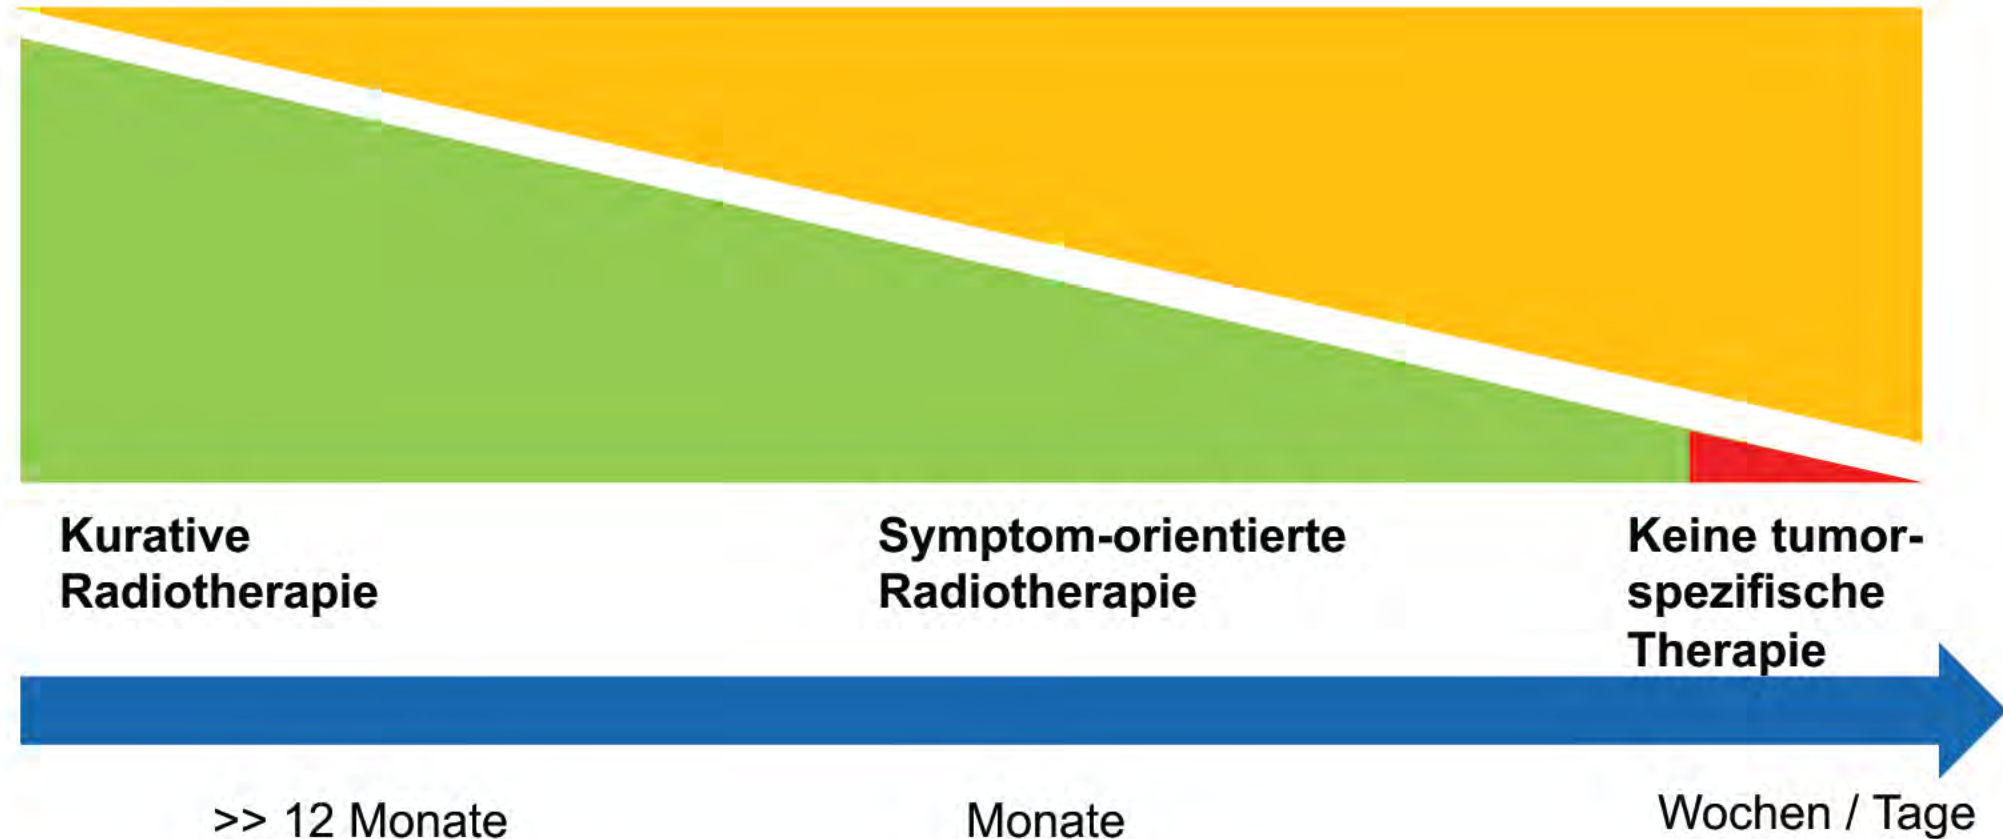 Kurative
Radiotherapie
Symptom-orientierte
Radiotherapie
Keine tumor-
spezifische
Therapie
>> 12 Monate
Monate
Wochen / Tage